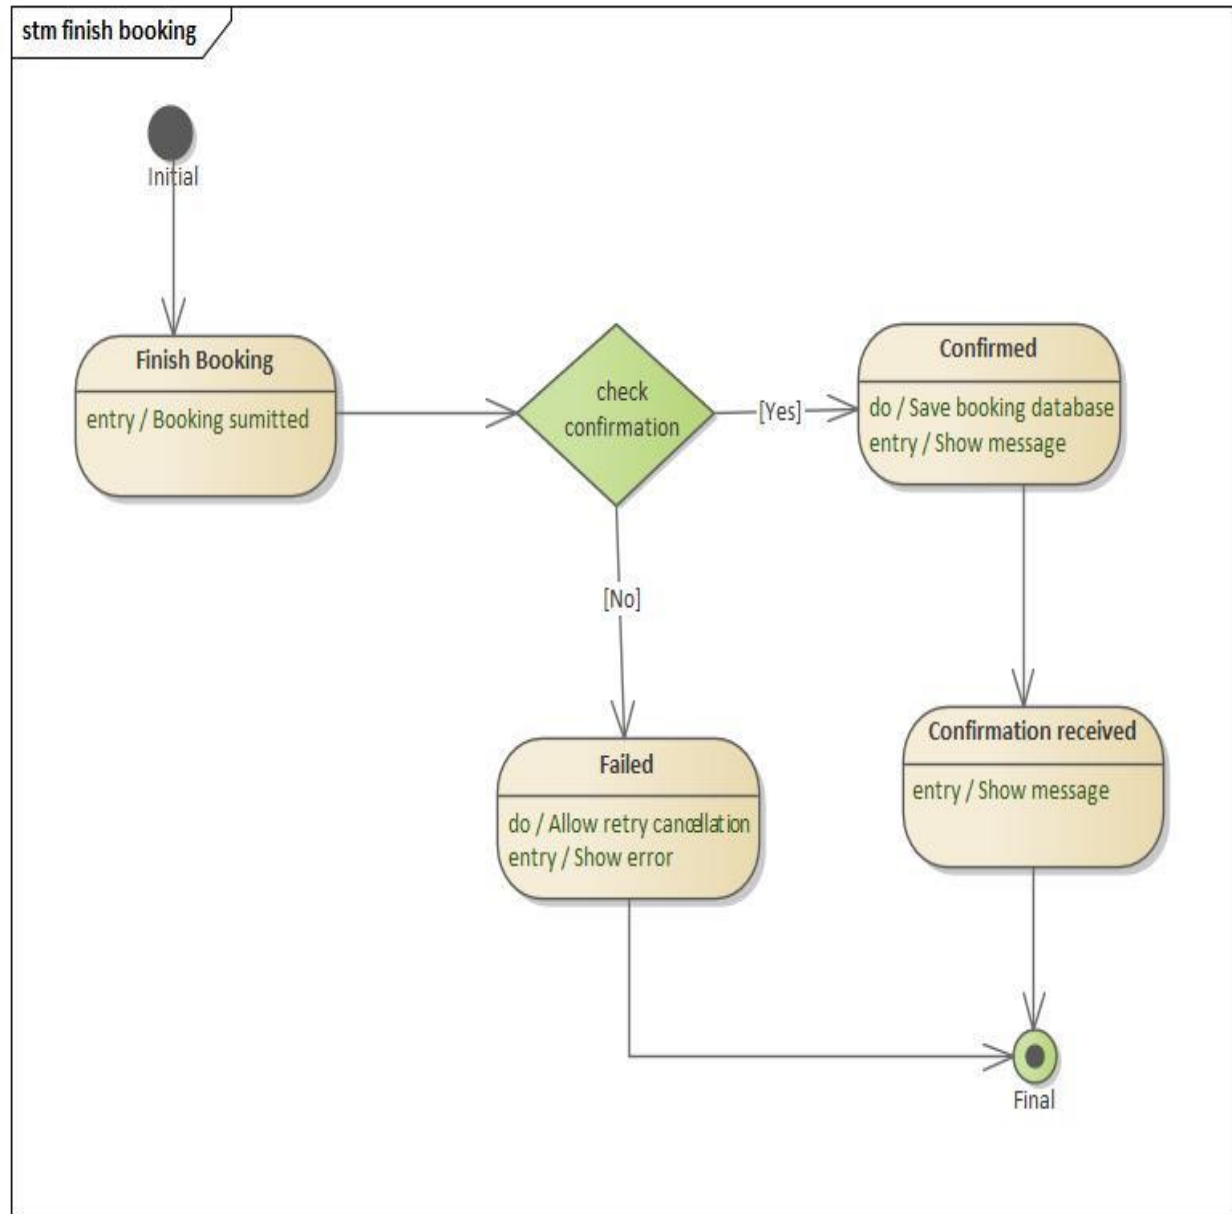 stm finish booking
Initial
Finish Booking
entry / Booking sumitted
check
confirmation
[Yes]
Confirmed
do / Save booking database
entry / Show message
[No]
Failed
do / Allow retry cancellation
entry / Show error
Confirmation received
entry / Show message
Final